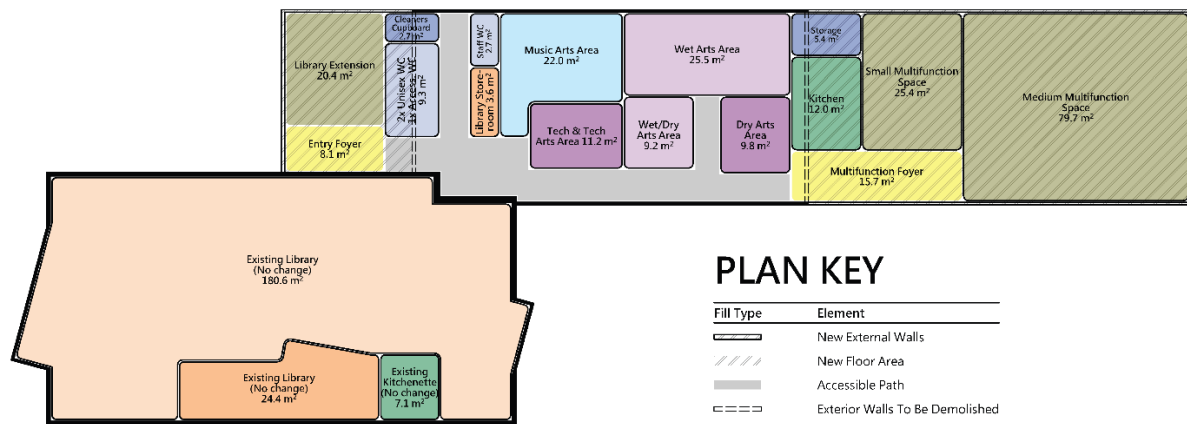 Library Extension
20.4 m²
Entry Foyer
8.1 m²
Cleaners
Cupboard
2.7 m²
2x Unisex WC
1x Access. WC
9.3 m²
Staff WC
2.7 m²
Library Store-
room 3.6 m²
Music Arts Area
22.0 m²
Tech & Tech
Arts Area 11.2 m²
Wet Arts Area
25.5 m²
Wet/Dry
Arts Area
9.2 m²
Dry Arts
Area
9.8 m²
Storage
5.4 m²
Kitchen
12.0 m²
Small Multifunction
Space
25.4 m²
Multifunction Foyer
15.7 m²
Medium Multifunction
Space
79.7 m²
Existing Library
(No change)
180.6 m²
Existing Library
(No change)
24.4 m²
Existing
Kitchenette
(No change)
7.1 m²
PLAN KEY
Fill Type Element
New External Walls
New Floor Area
Accessible Path
Exterior Walls To Be Demolished